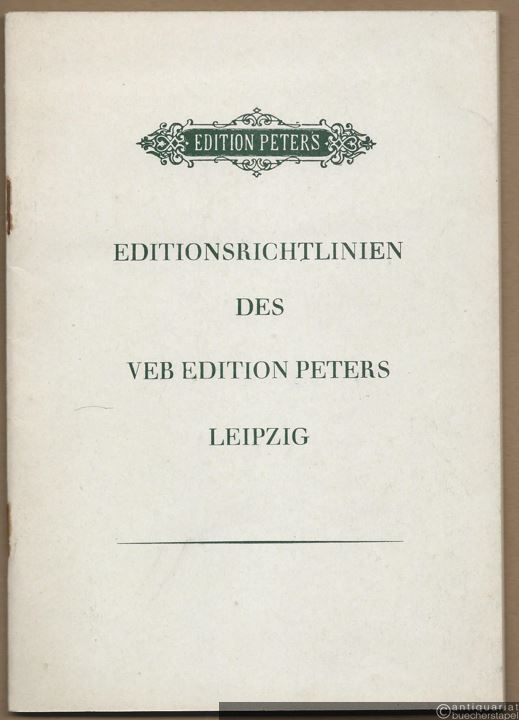 EDITION PETERS
EDITIONSRICHTLINIEN
DES
VEB EDITION PETERS
LEIPZIG
©antiquariat
buecherstapel